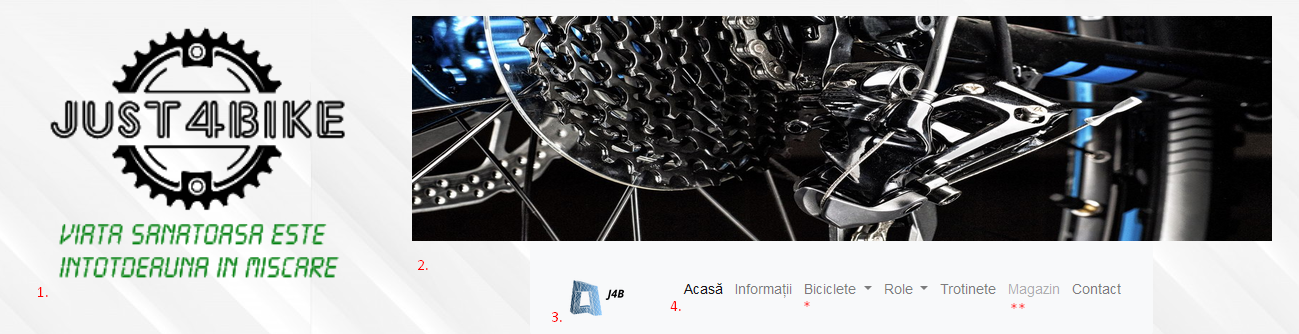 JUST4BIKE
VIATA SANATOASA ESTE
INTOTDEAUNA IN MISCARE
1.
2.
3.
J4B
4.
Acasă Informații Biciclete Role Trotinete Magazin Contact
* **